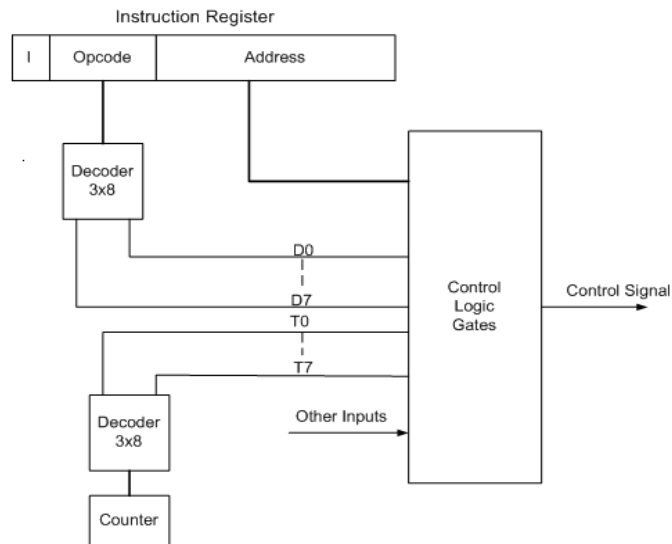 Instruction Register
I Opcode Address
Decoder
3x8
D0
D7
Control
Logic
Gates
Control Signal
T0
T7
Decoder
3x8
Other Inputs
Counter